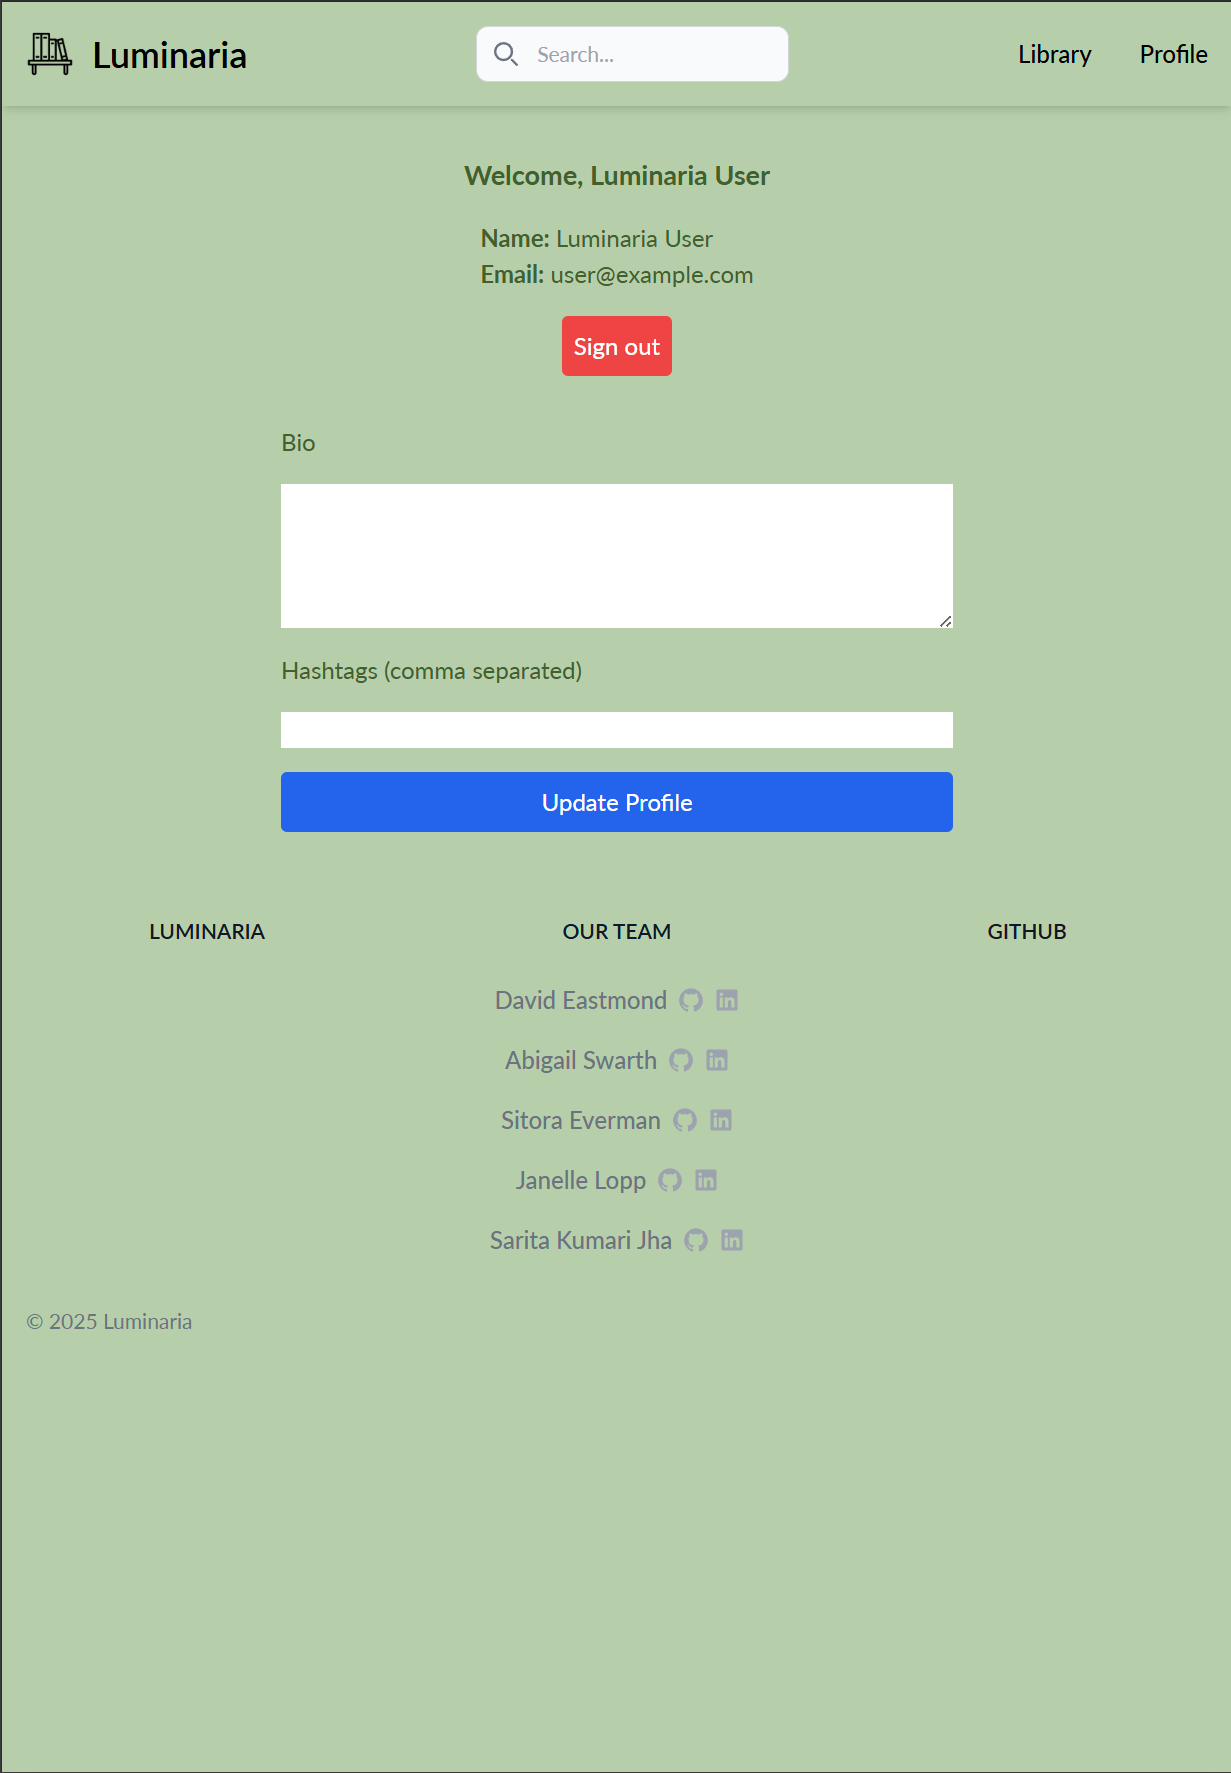 Luminaria
Search...
Library
Profile
Welcome, Luminaria User
Name: Luminaria User
Email: user@example.com
Sign out
Bio
Hashtags (comma separated)
Update Profile
LUMINARIA
OUR TEAM
GITHUB
David Eastmond
Abigail Swarth
Sitora Everman
Janelle Lopp
Sarita Kumari Jha
© 2025 Luminaria